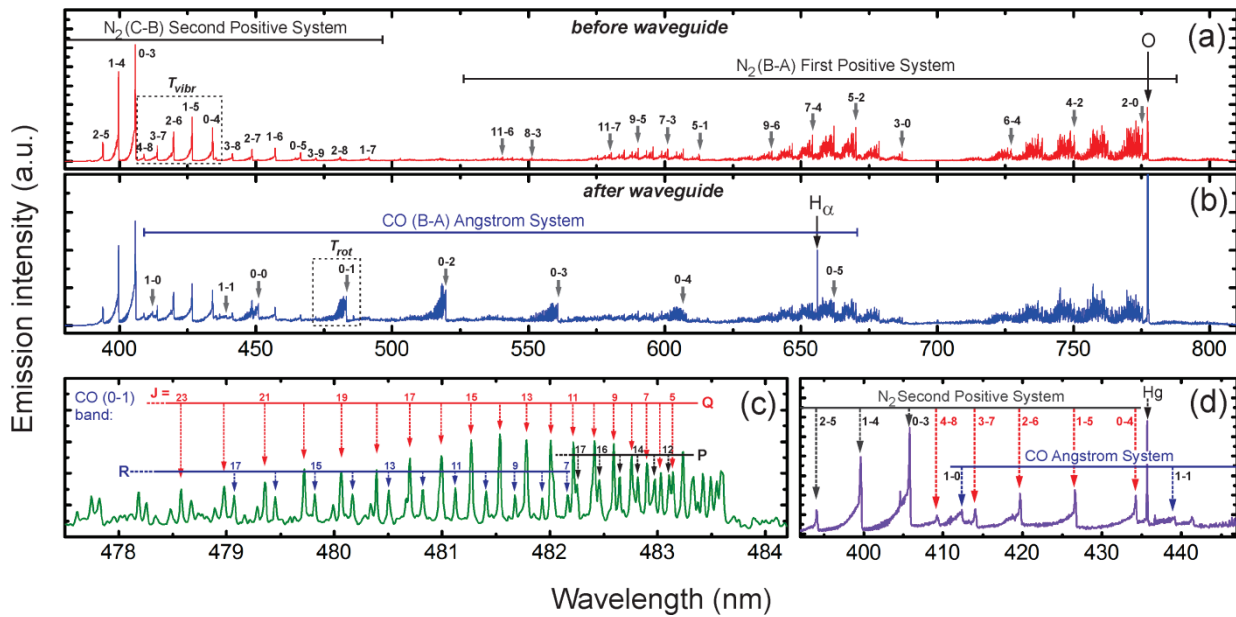 N₂(C-B) Second Positive System
before waveguide
(a)
0-3
O
1-4
N₂(B-A) First Positive System
T_vibr
1-5
2-6
0-4
3-7
2-5
4-8
3-8
2-7
1-6
0-5
3-9
2-8
1-7
11-6
8-3
11-7
9-5
7-3
5-1
9-6
7-4
5-2
3-0
6-4
4-2
2-0
after waveguide
(b)
CO (B-A) Angstrom System
Hα
T_rot
1-0
1-1
0-0
0-1
0-2
0-3
0-4
0-5
400 450 500 550 600 650 700 750 800
CO (0-1)
band:
J = 23 21 19 17 15 13 11 9 7 5 Q
(c)
17 16 14 12 P
R 17 15 13 11 9 7
478 479 480 481 482 483 484
N₂Second Positive System
Hg
(d)
2-5 1-4 0-3 4-8 3-7 2-6 1-5 0-4
CO Angstrom System
1-0
1-1
400 410 420 430 440
Wavelength (nm)
Emission intensity (a.u.)